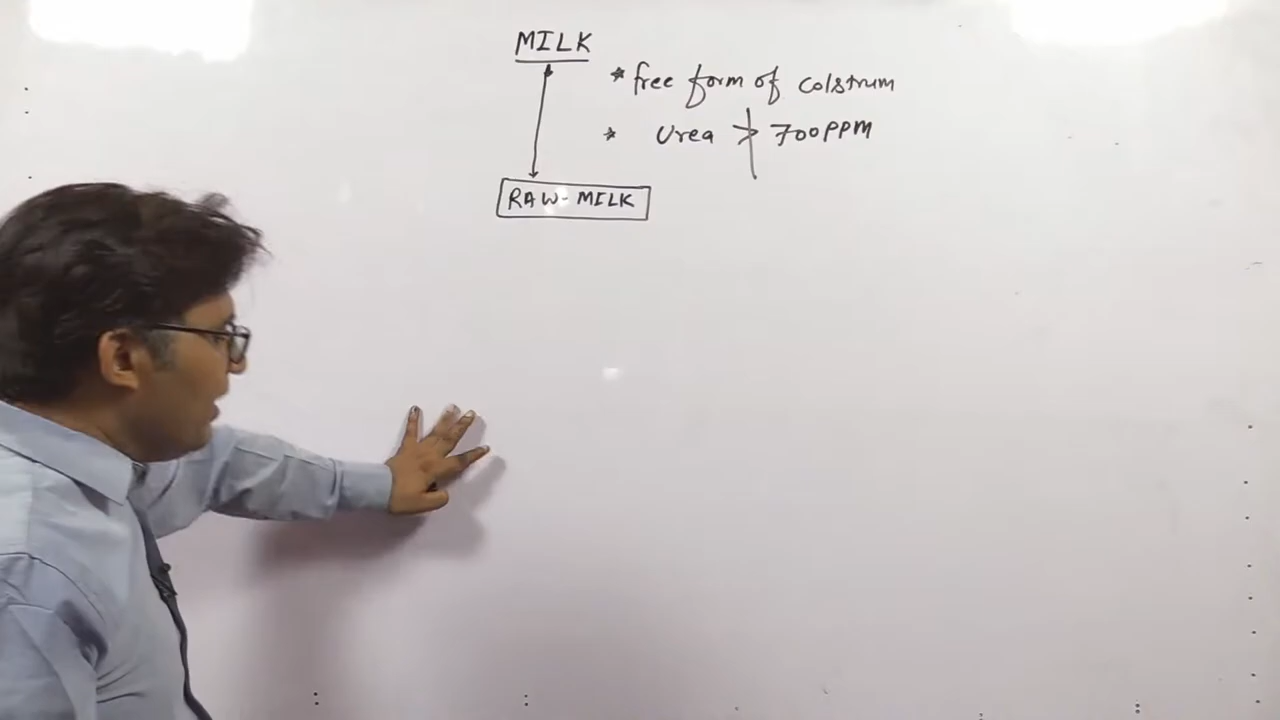 MILK
* free form of colstrum
* Urea ≯ 700PPM
RAW-MILK